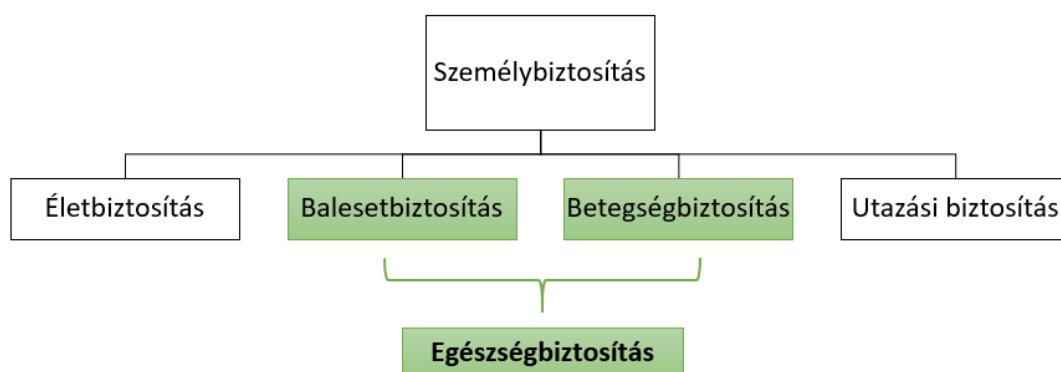 Személybiztosítás
Életbiztosítás
Balesetbiztosítás
Betegségbiztosítás
Utazási biztosítás
Egészségbiztosítás